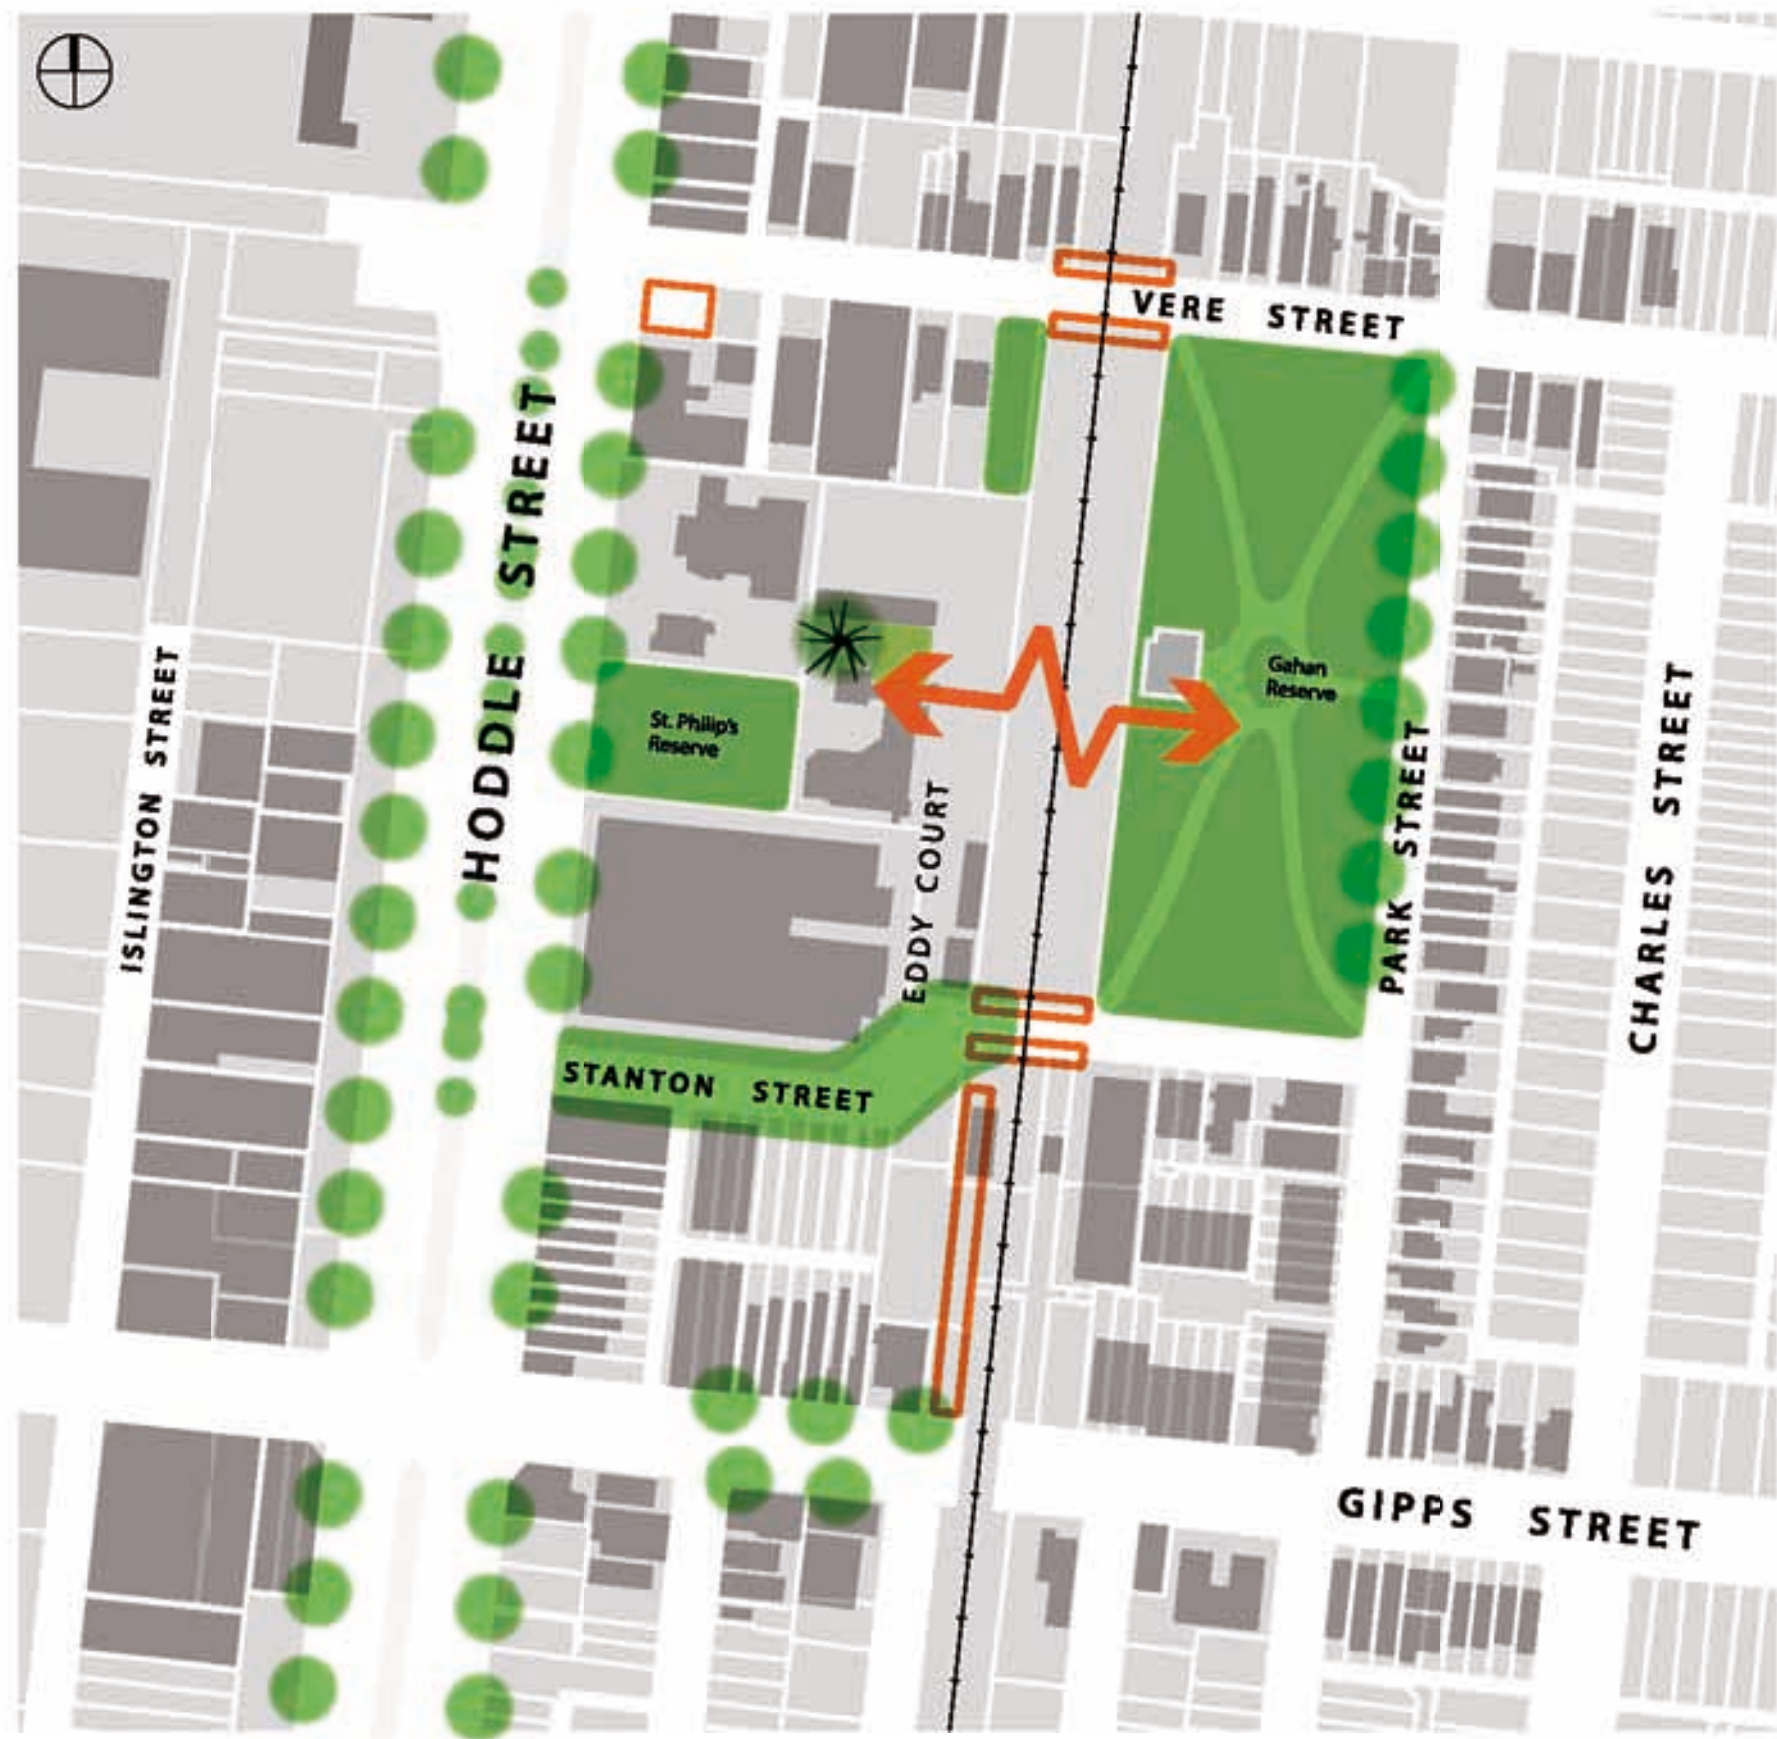 VERE STREET
HODDLE STREET
Gahan
Reserve
ISLINGTON STREET
St. Philip's
Reserve
EDDY COURT
PARK STREET
CHARLES STREET
STANTON STREET
GIPPS STREET